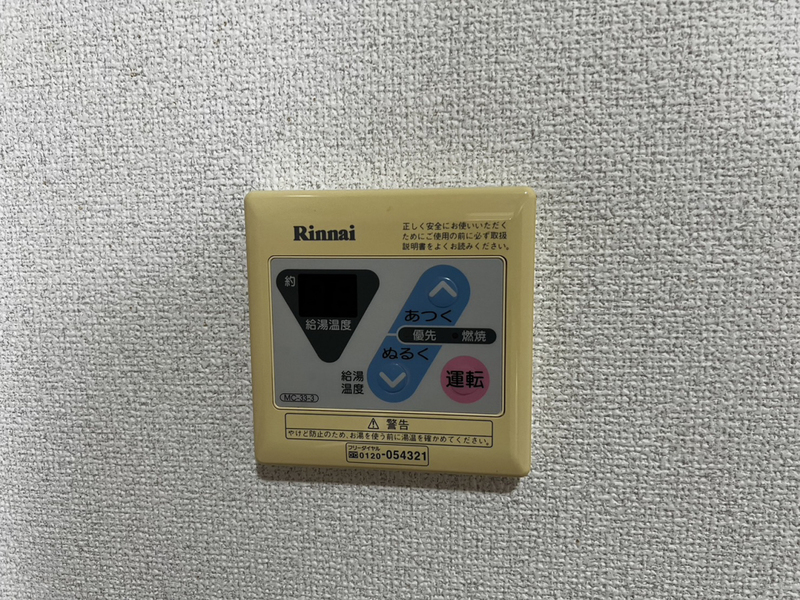 Rinnai
正しく安全にお使いいただく
ためにご使用の前に必ず取扱
説明書をよくお読みください。
約
給湯温度
あつく
優先 燃焼
ぬるく
給湯
温度
運転
MC-33-3
⚠ 警告
やけど防止のため、お湯を使う前に湯温を確かめてください。
フリーダイヤル
0120-054321